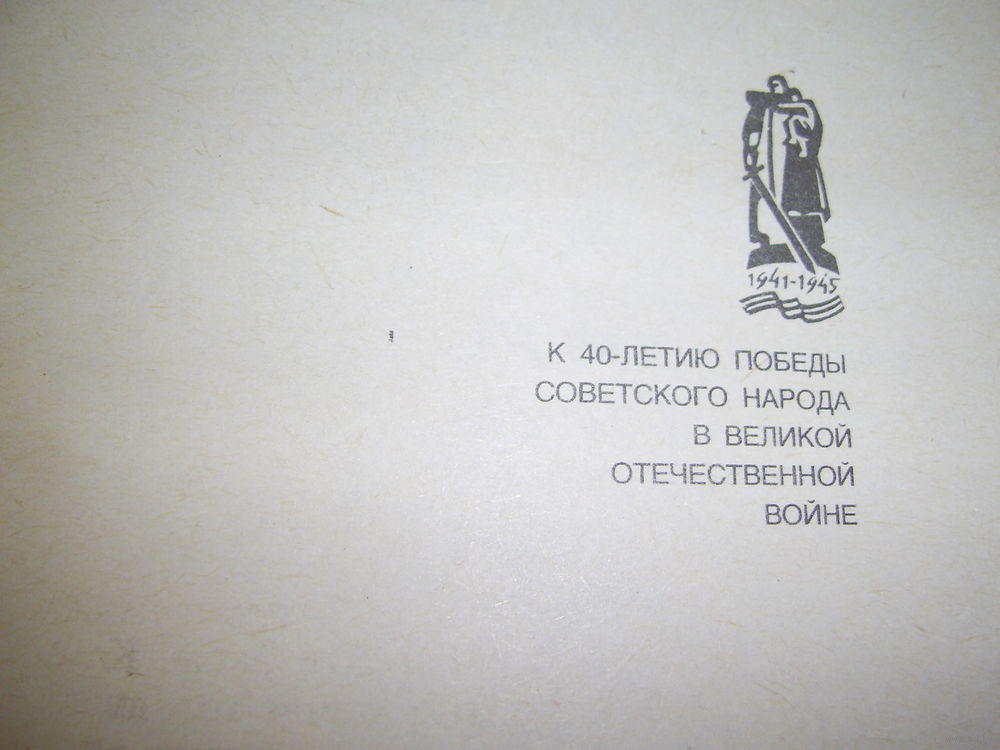 1941-1945
К 40-ЛЕТИЮ ПОБЕДЫ
СОВЕТСКОГО НАРОДА
В ВЕЛИКОЙ
ОТЕЧЕСТВЕННОЙ
ВОЙНЕ